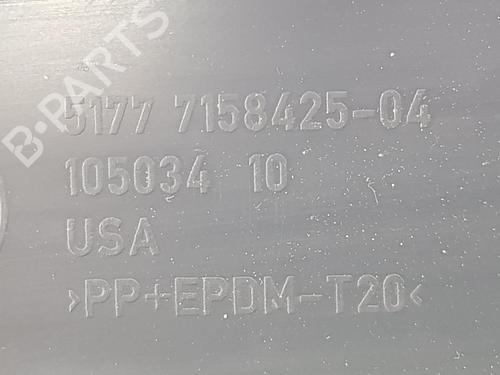 B-PARTS
5177 7158425-04
105034 10
USA
>PP+EPDM-T20<